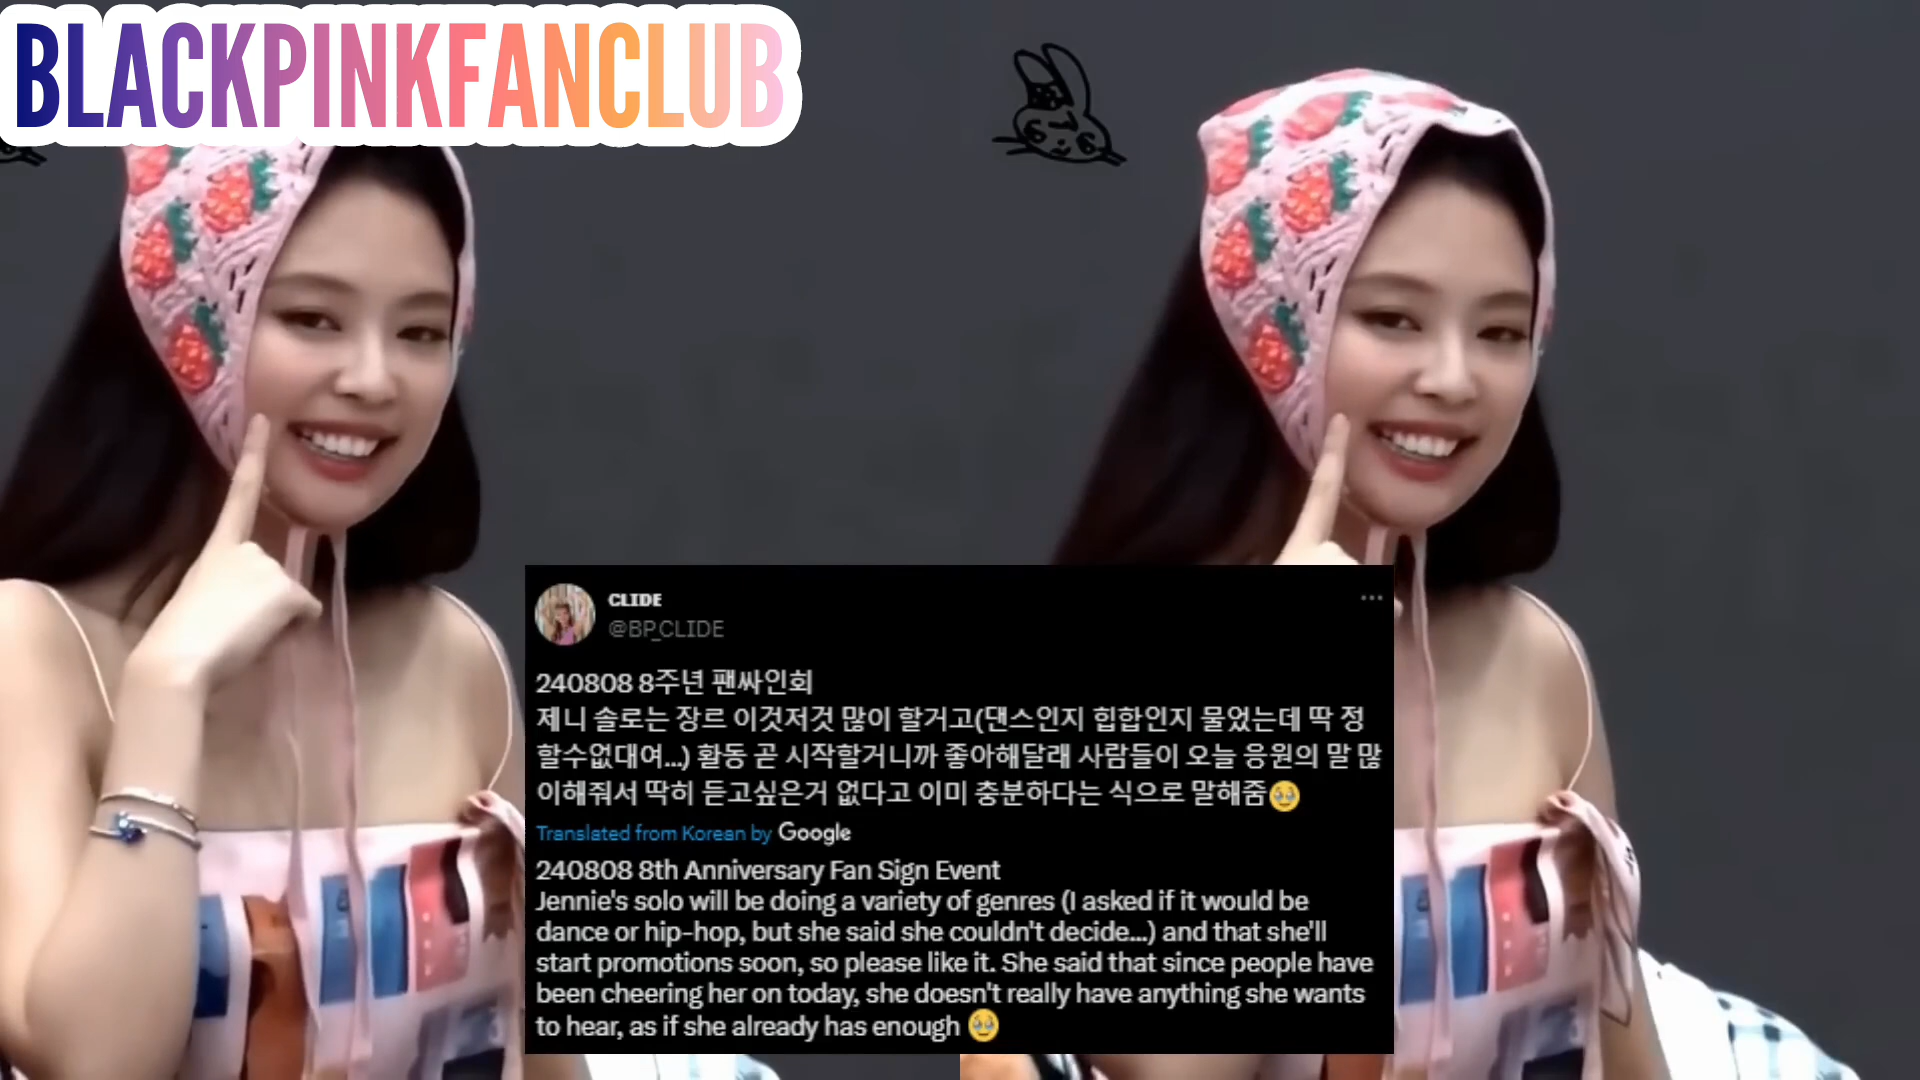 BLACKPINKFANCLUB
CLIDE
@BP_CLIDE
240808 8주년 팬싸인회
제니 솔로는 장르 이것저것 많이 할거고(댄스인지 힙합인지 물었는데 딱 정
할수없대여...) 활동 곧 시작할거니까 좋아해달래 사람들이 오늘 응원의 말 많
이해줘서 딱히 듣고싶은거 없다고 이미 충분하다는 식으로 말해줌🥹
Translated from Korean by Google
240808 8th Anniversary Fan Sign Event
Jennie's solo will be doing a variety of genres (I asked if it would be
dance or hip-hop, but she said she couldn't decide...) and that she'll
start promotions soon, so please like it. She said that since people have
been cheering her on today, she doesn't really have anything she wants
to hear, as if she already has enough 🥹